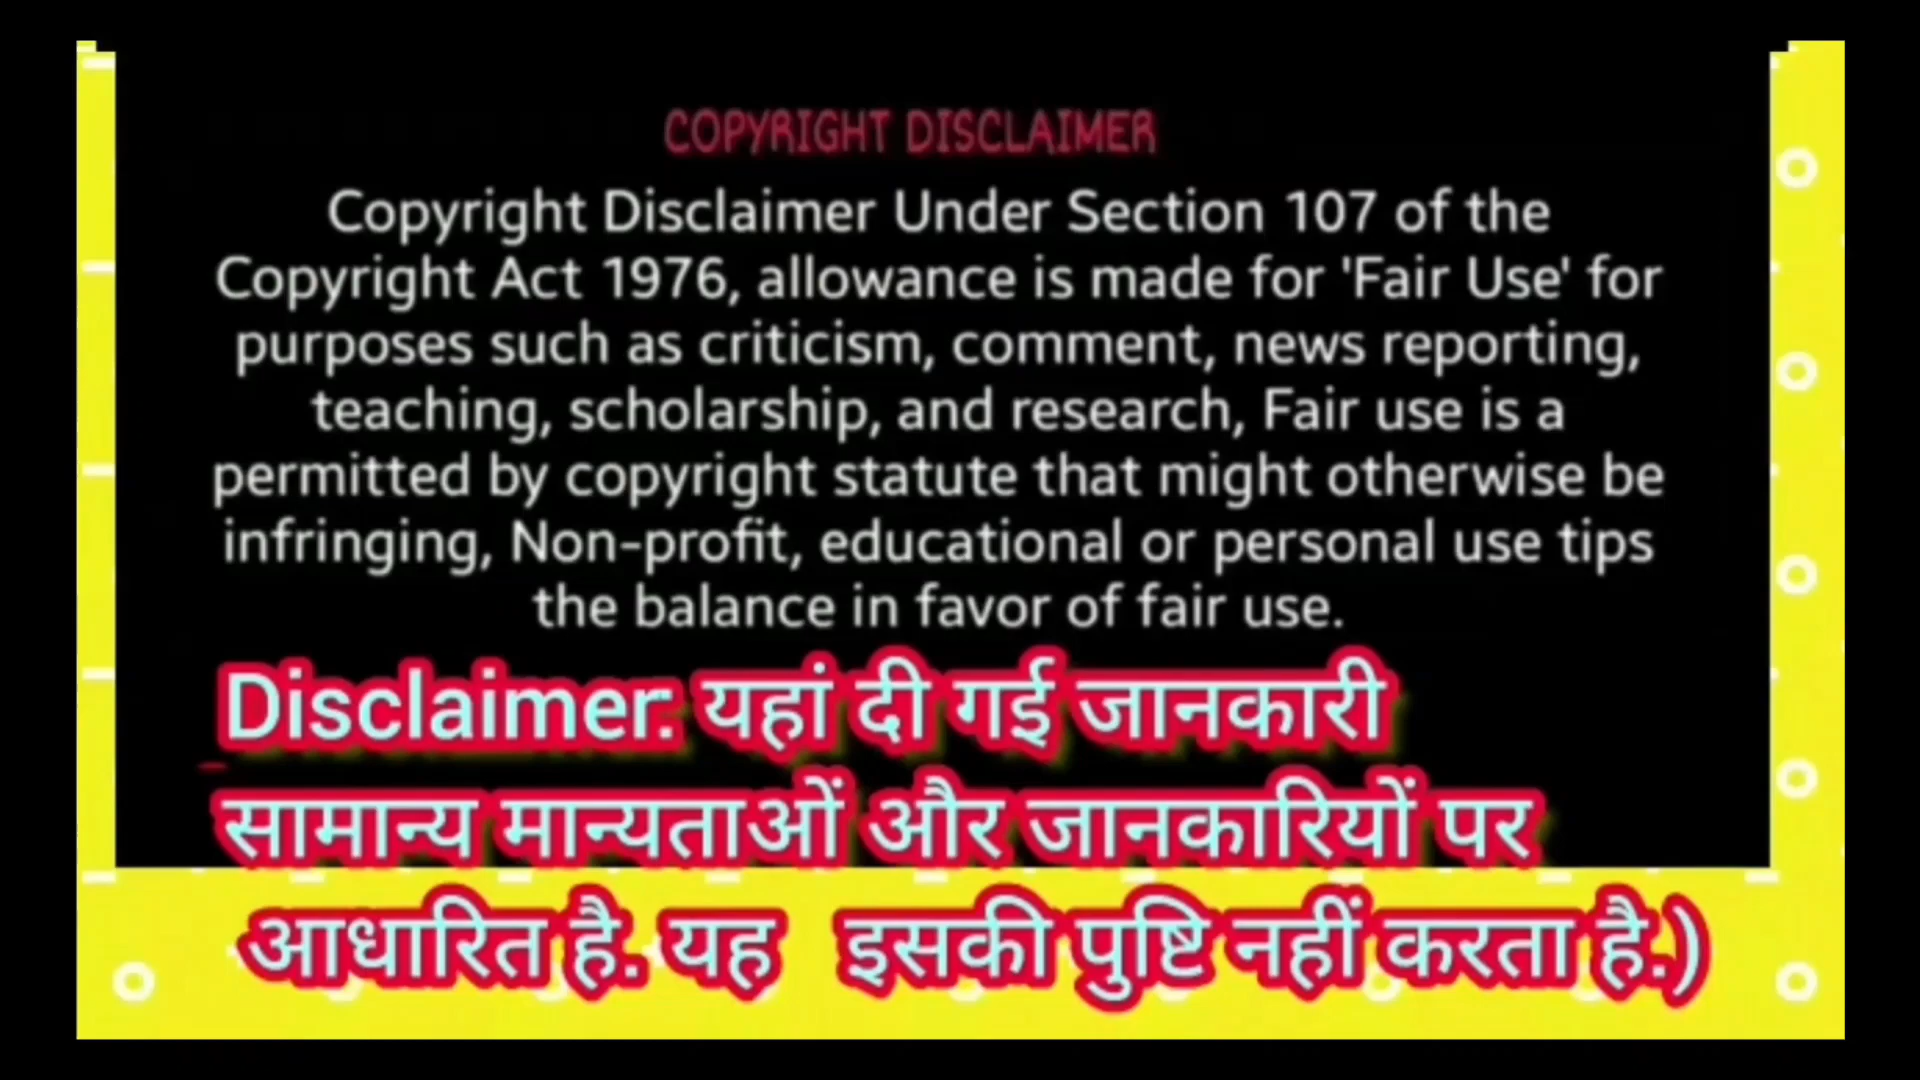 COPYRIGHT DISCLAIMER
Copyright Disclaimer Under Section 107 of the
Copyright Act 1976, allowance is made for 'Fair Use' for
purposes such as criticism, comment, news reporting,
teaching, scholarship, and research, Fair use is a
permitted by copyright statute that might otherwise be
infringing, Non-profit, educational or personal use tips
the balance in favor of fair use.
Disclaimer: यहां दी गई जानकारी
सामान्य मान्यताओं और जानकारियों पर
आधारित है. यह इसकी पुष्टि नहीं करता है.)